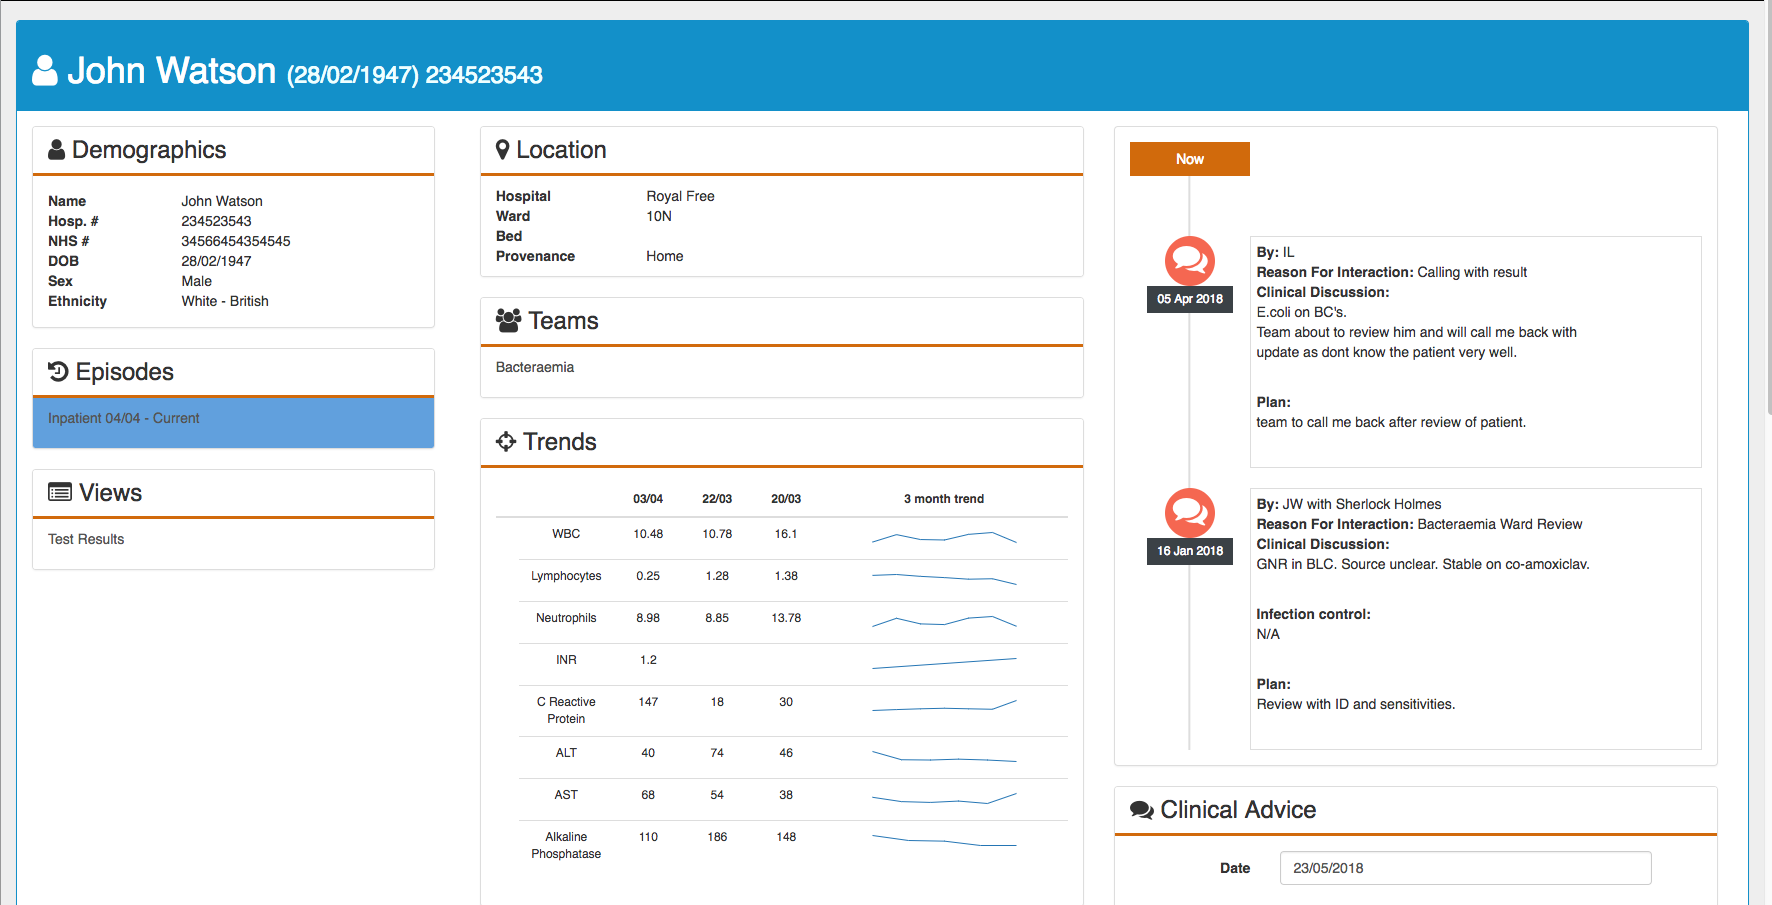 John Watson (28/02/1947) 234523543
Demographics
Name John Watson
Hosp. # 234523543
NHS # 34566454354545
DOB 28/02/1947
Sex Male
Ethnicity White - British
Episodes
Inpatient 04/04 - Current
Views
Test Results
Location
Hospital Royal Free
Ward 10N
Bed
Provenance Home
Teams
Bacteraemia
Trends
03/04 22/03 20/03 3 month trend
WBC 10.48 10.78 16.1
Lymphocytes 0.25 1.28 1.38
Neutrophils 8.98 8.85 13.78
INR 1.2
C Reactive
Protein 147 18 30
ALT 40 74 46
AST 68 54 38
Alkaline
Phosphatase 110 186 148
Now
05 Apr 2018
By: IL
Reason For Interaction: Calling with result
Clinical Discussion:
E.coli on BC's.
Team about to review him and will call me back with
update as dont know the patient very well.
Plan:
team to call me back after review of patient.
16 Jan 2018
By: JW with Sherlock Holmes
Reason For Interaction: Bacteraemia Ward Review
Clinical Discussion:
GNR in BLC. Source unclear. Stable on co-amoxiclav.
Infection control:
N/A
Plan:
Review with ID and sensitivities.
Clinical Advice
Date 23/05/2018